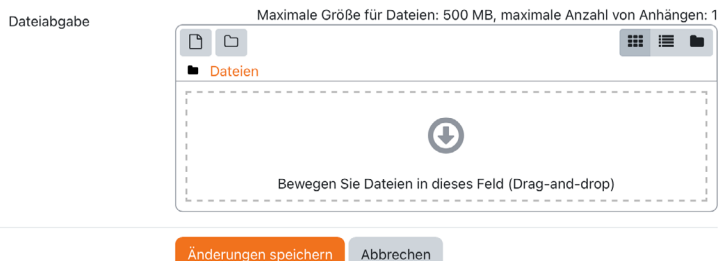 Dateiabgabe
Maximale Größe für Dateien: 500 MB, maximale Anzahl von Anhängen: 1
Dateien
Bewegen Sie Dateien in dieses Feld (Drag-and-drop)
Änderungen speichern
Abbrechen